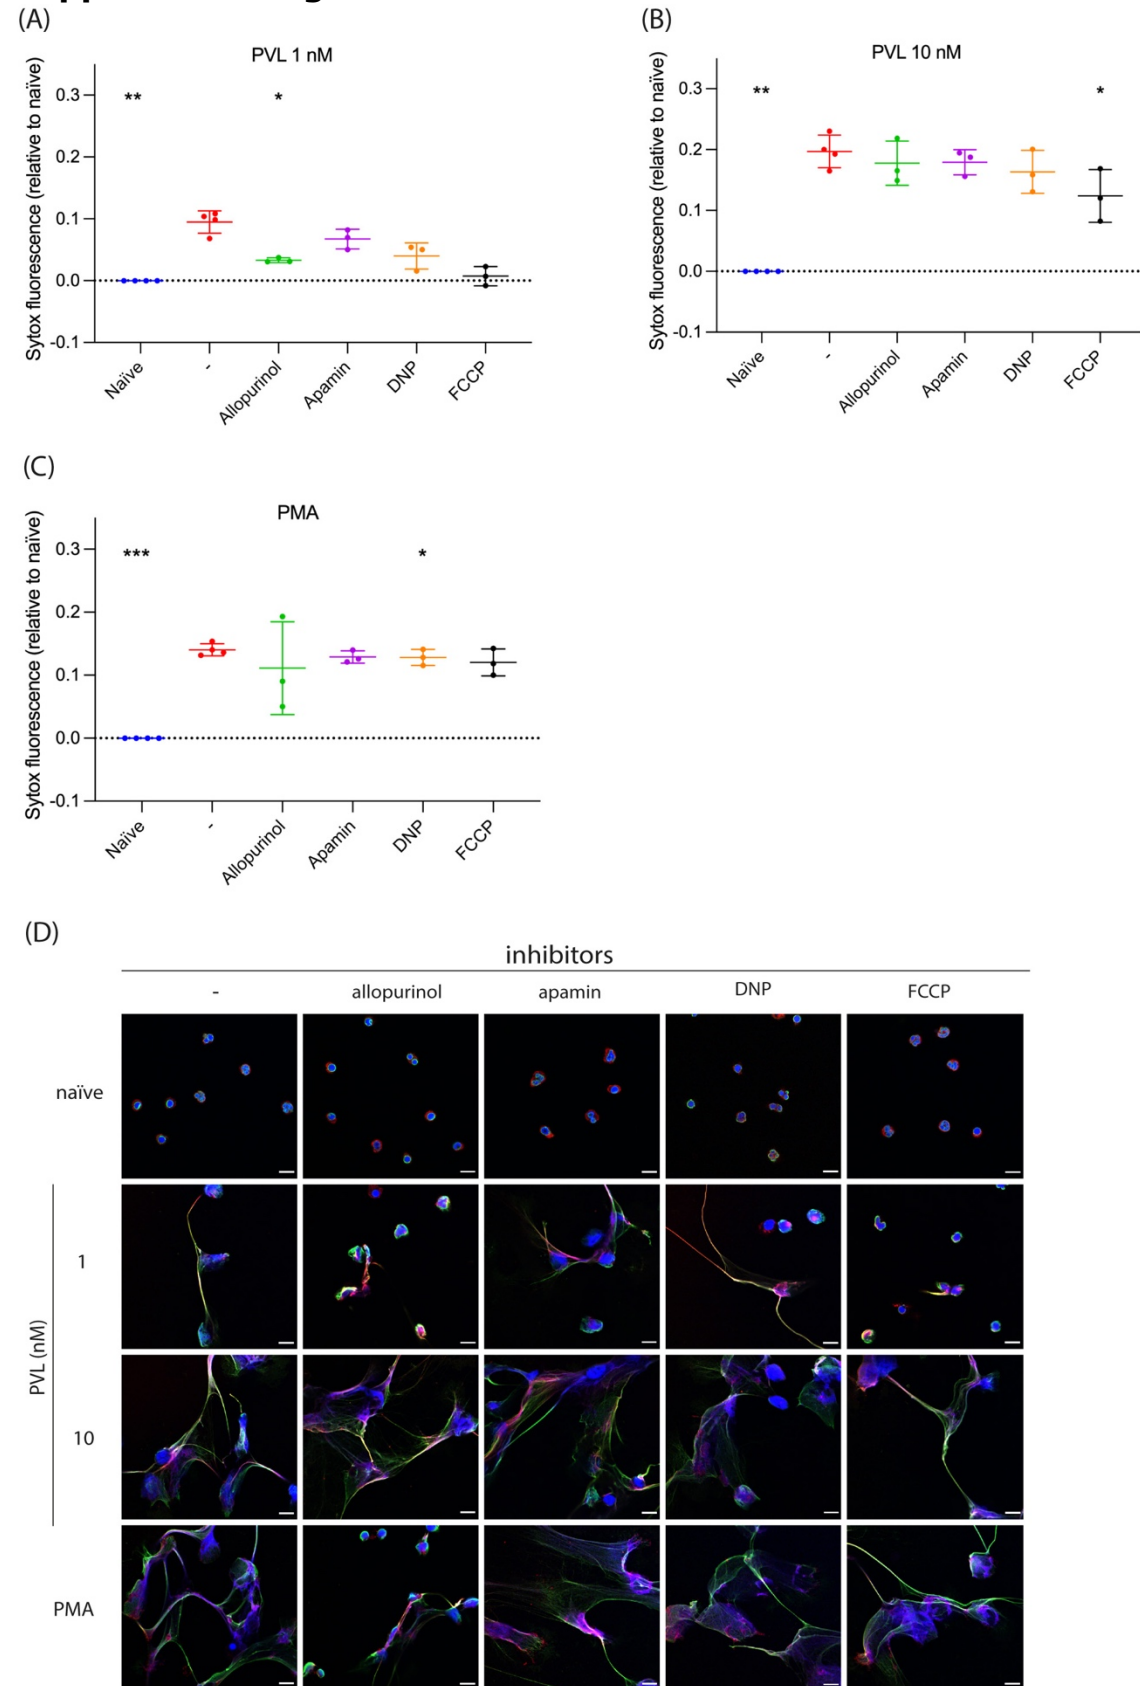 (A)
PVL 1 nM
** *
Sytox fluorescence (relative to naïve)
0.3
0.2
0.1
0.0
-0.1
Naïve - Allopurinol Apamin DNP FCCP
(B)
PVL 10 nM
** *
Sytox fluorescence (relative to naïve)
0.3
0.2
0.1
0.0
-0.1
Naïve - Allopurinol Apamin DNP FCCP
(C)
PMA
*** *
Sytox fluorescence (relative to naïve)
0.3
0.2
0.1
0.0
-0.1
Naïve - Allopurinol Apamin DNP FCCP
(D)
inhibitors
- allopurinol apamin DNP FCCP
naïve
PVL (nM)
1
10
PMA